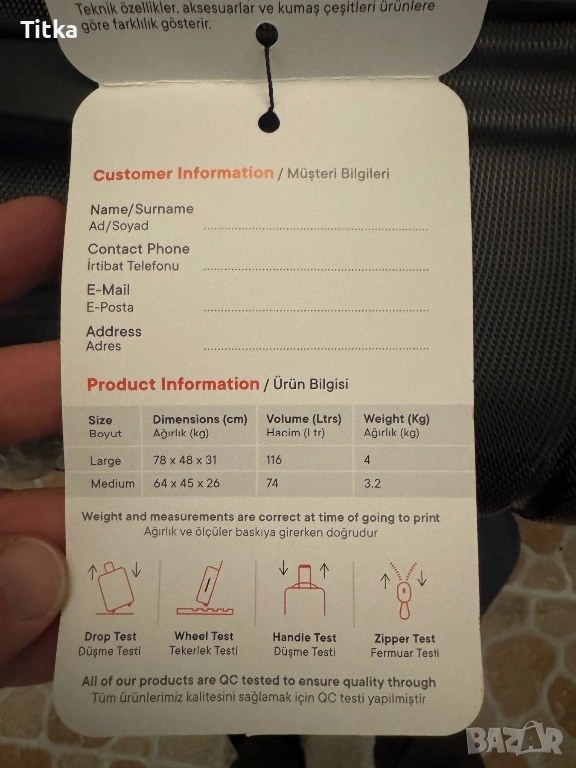 Teknik özellikler, aksesuarlar ve kumaş çeşitleri ürünlere
göre farklılık gösterir.
Titka
Customer Information / Müşteri Bilgileri
Name/Surname
Ad/Soyad
Contact Phone
İrtibat Telefonu
E-Mail
E-Posta
Address
Adres
Product Information / Ürün Bilgisi
Size Dimensions (cm) Volume (Ltrs) Weight (Kg)
Boyut Ağırlık (kg) Hacim (Ltr) Ağırlık (kg)
Large 78 x 48 x 31 116 4
Medium 64 x 45 x 26 74 3.2
Weight and measurements are correct at time of going to print
Ağırlık ve ölçüler baskıya girerken doğrudur
Drop Test Wheel Test Handle Test Zipper Test
Düşme Testi Tekerlek Testi Düşme Testi Fermuar Testi
All of our products are QC tested to ensure quality through
Tüm ürünlerimiz kalitesini sağlamak için QC testi yapılmiştir
BAZAR